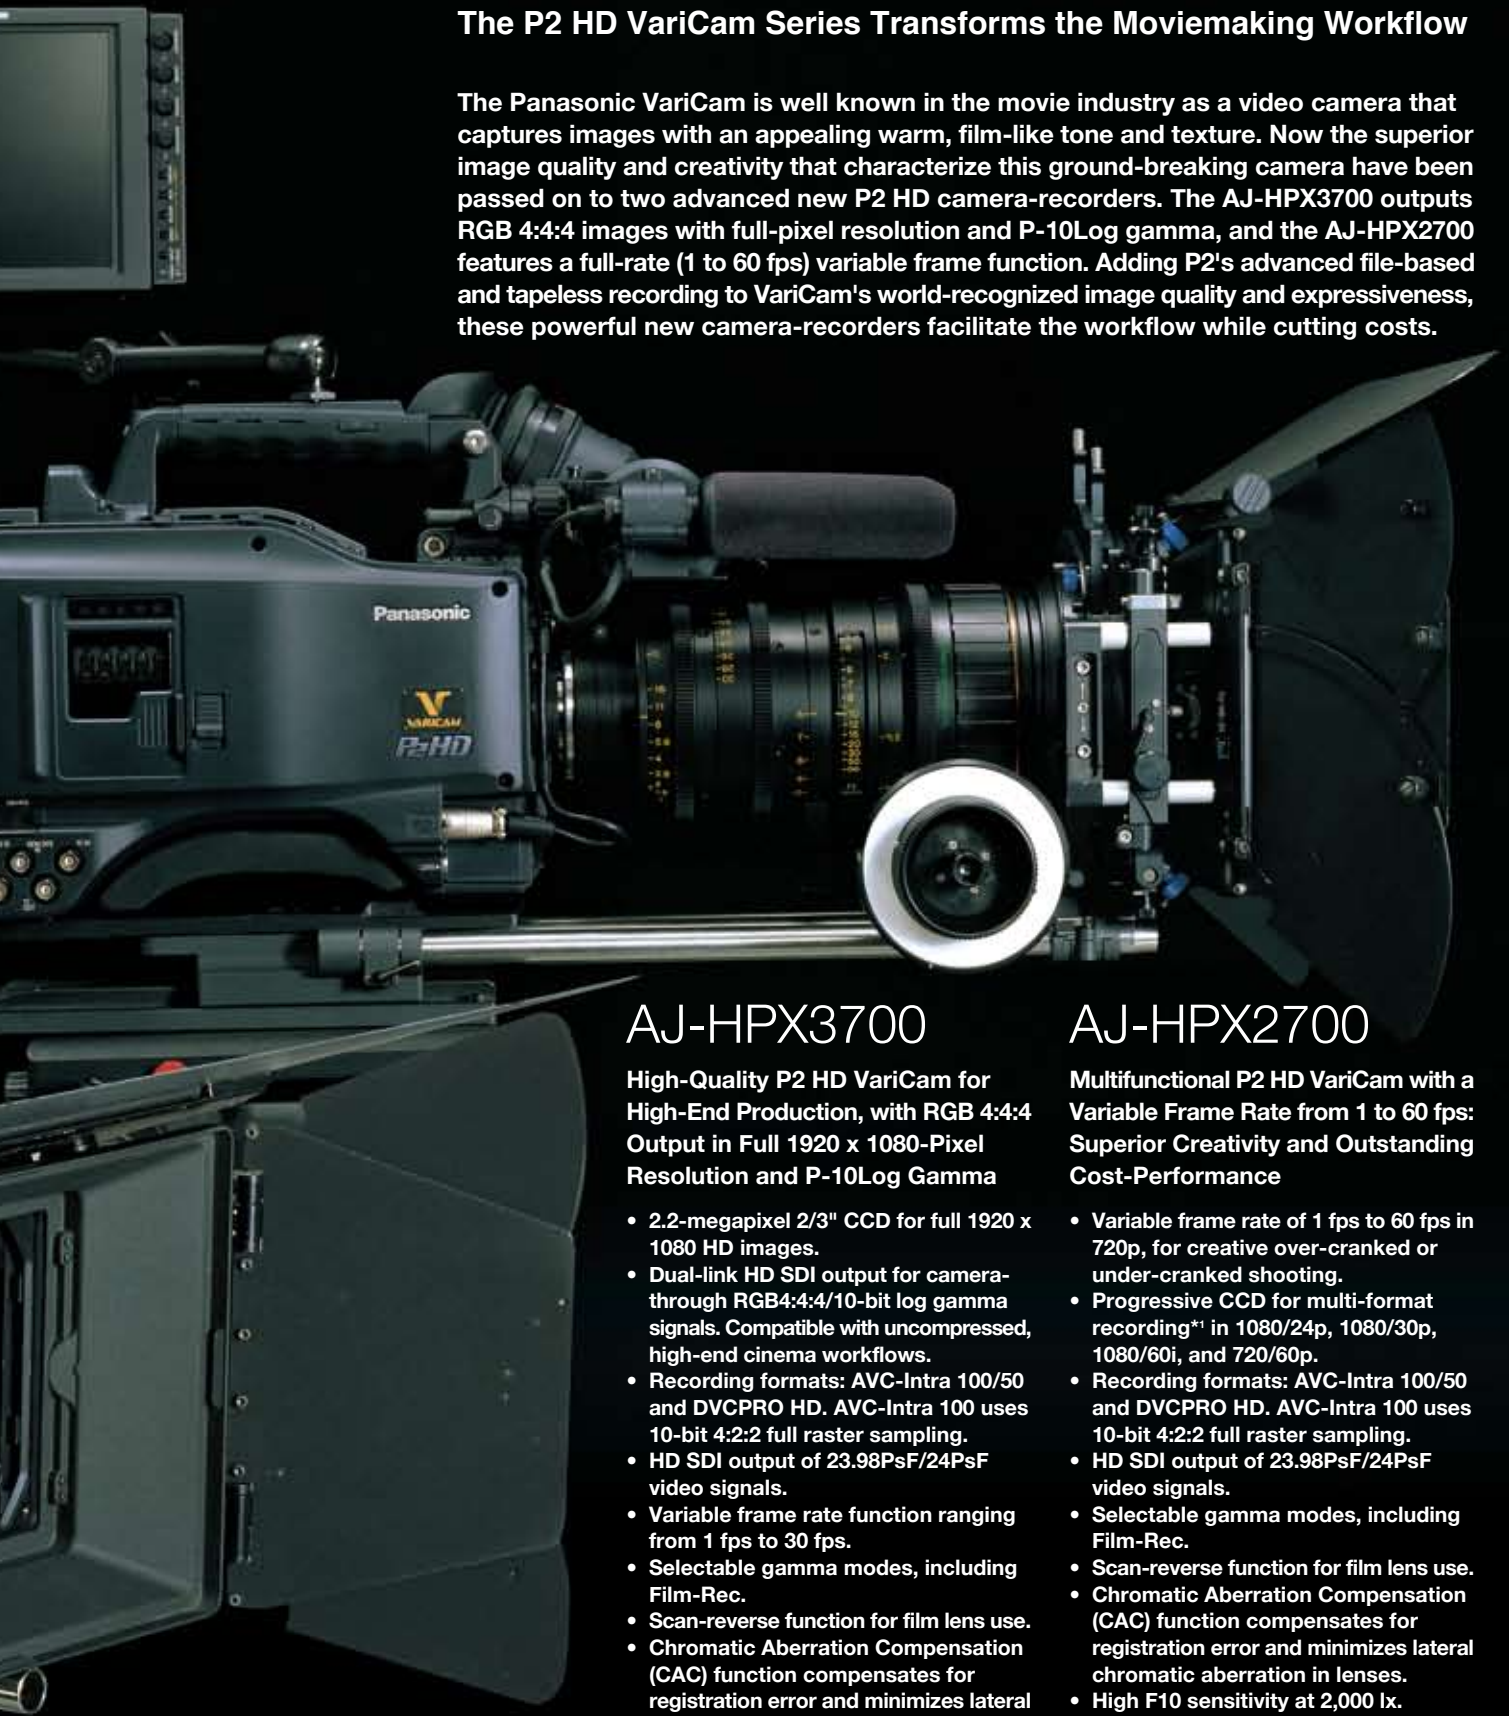 The P2 HD VariCam Series Transforms the Moviemaking Workflow
The Panasonic VariCam is well known in the movie industry as a video camera that
captures images with an appealing warm, film-like tone and texture. Now the superior
image quality and creativity that characterize this ground-breaking camera have been
passed on to two advanced new P2 HD camera-recorders. The AJ-HPX3700 outputs
RGB 4:4:4 images with full-pixel resolution and P-10Log gamma, and the AJ-HPX2700
features a full-rate (1 to 60 fps) variable frame function. Adding P2's advanced file-based
and tapeless recording to VariCam's world-recognized image quality and expressiveness,
these powerful new camera-recorders facilitate the workflow while cutting costs.
Panasonic
VARICAM
P2HD
AJ-HPX3700
High-Quality P2 HD VariCam for
High-End Production, with RGB 4:4:4
Output in Full 1920 x 1080-Pixel
Resolution and P-10Log Gamma
• 2.2-megapixel 2/3" CCD for full 1920 x
1080 HD images.
• Dual-link HD SDI output for camera-
through RGB4:4:4/10-bit log gamma
signals. Compatible with uncompressed,
high-end cinema workflows.
• Recording formats: AVC-Intra 100/50
and DVCPRO HD. AVC-Intra 100 uses
10-bit 4:2:2 full raster sampling.
• HD SDI output of 23.98PsF/24PsF
video signals.
• Variable frame rate function ranging
from 1 fps to 30 fps.
• Selectable gamma modes, including
Film-Rec.
• Scan-reverse function for film lens use.
• Chromatic Aberration Compensation
(CAC) function compensates for
registration error and minimizes lateral
AJ-HPX2700
Multifunctional P2 HD VariCam with a
Variable Frame Rate from 1 to 60 fps:
Superior Creativity and Outstanding
Cost-Performance
• Variable frame rate of 1 fps to 60 fps in
720p, for creative over-cranked or
under-cranked shooting.
• Progressive CCD for multi-format
recording*1 in 1080/24p, 1080/30p,
1080/60i, and 720/60p.
• Recording formats: AVC-Intra 100/50
and DVCPRO HD. AVC-Intra 100 uses
10-bit 4:2:2 full raster sampling.
• HD SDI output of 23.98PsF/24PsF
video signals.
• Selectable gamma modes, including
Film-Rec.
• Scan-reverse function for film lens use.
• Chromatic Aberration Compensation
(CAC) function compensates for
registration error and minimizes lateral
chromatic aberration in lenses.
• High F10 sensitivity at 2,000 lx.